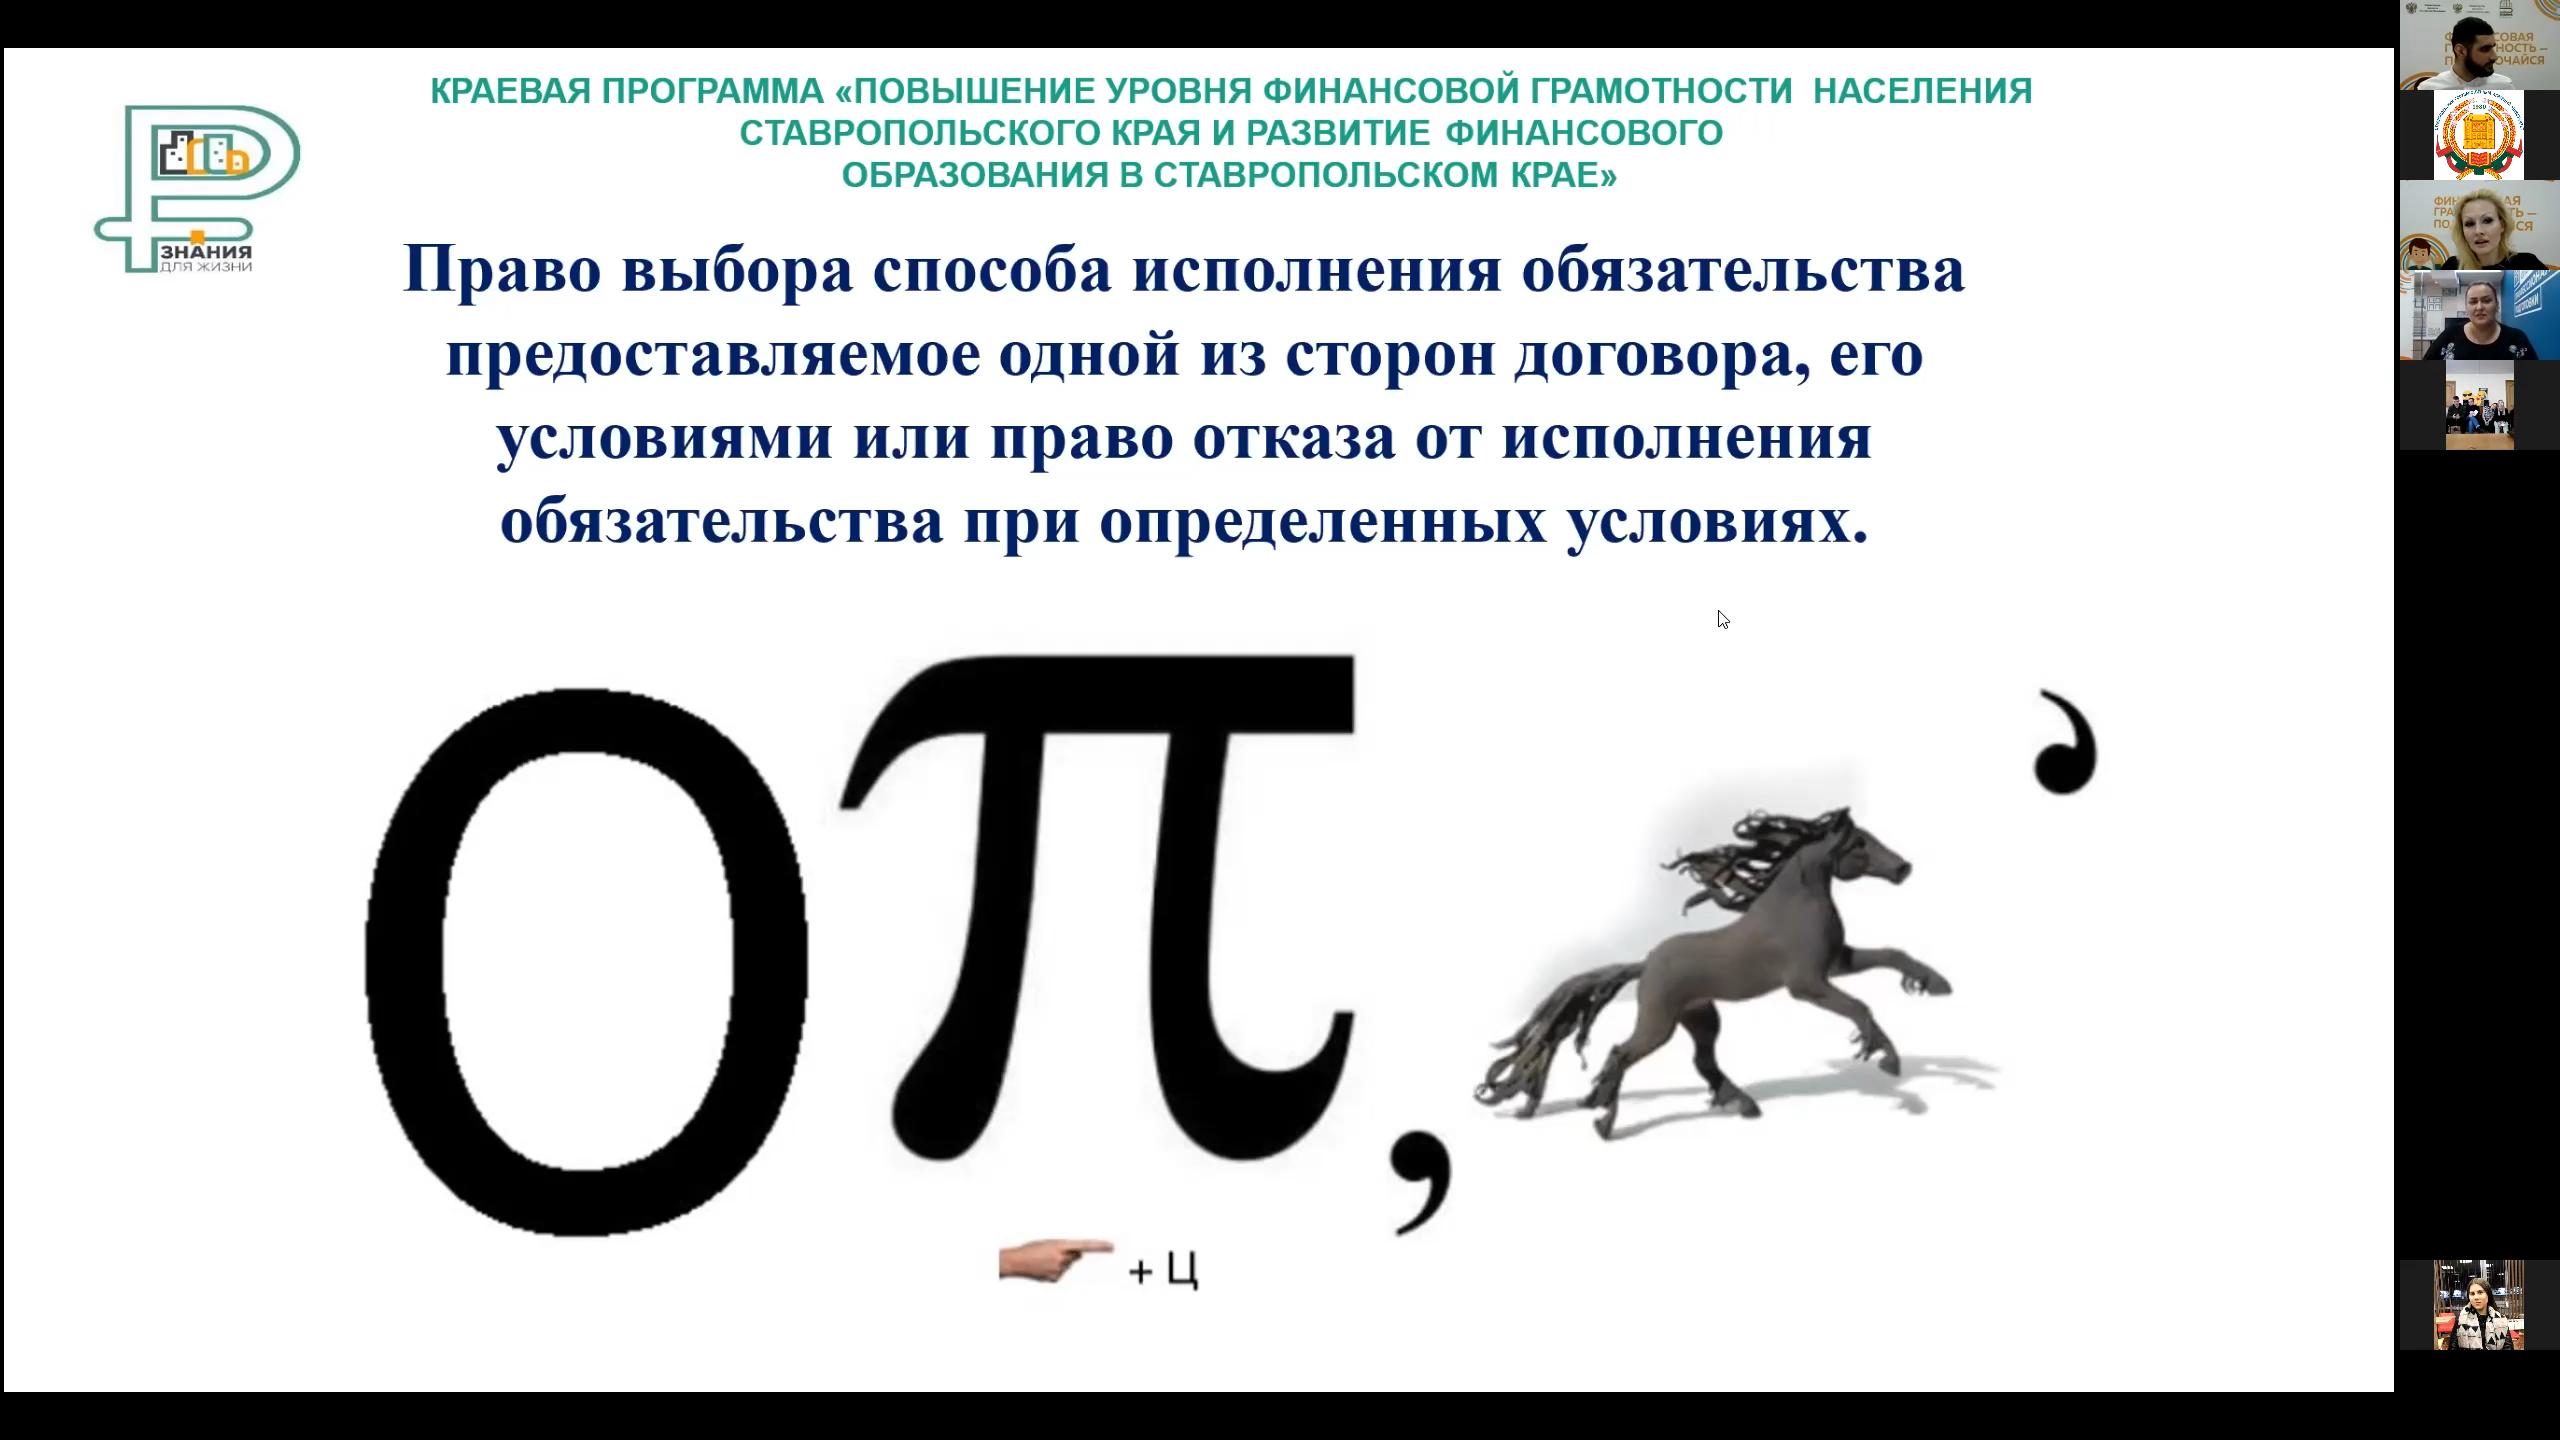 КРАЕВАЯ ПРОГРАММА «ПОВЫШЕНИЕ УРОВНЯ ФИНАНСОВОЙ ГРАМОТНОСТИ НАСЕЛЕНИЯ
СТАВРОПОЛЬСКОГО КРАЯ И РАЗВИТИЕ ФИНАНСОВОГО
ОБРАЗОВАНИЯ В СТАВРОПОЛЬСКОМ КРАЕ»
ЗНАНИЯ
ДЛЯ ЖИЗНИ
Право выбора способа исполнения обязательства
предоставляемое одной из сторон договора, его
условиями или право отказа от исполнения
обязательства при определенных условиях.
О π , ,
+ Ц